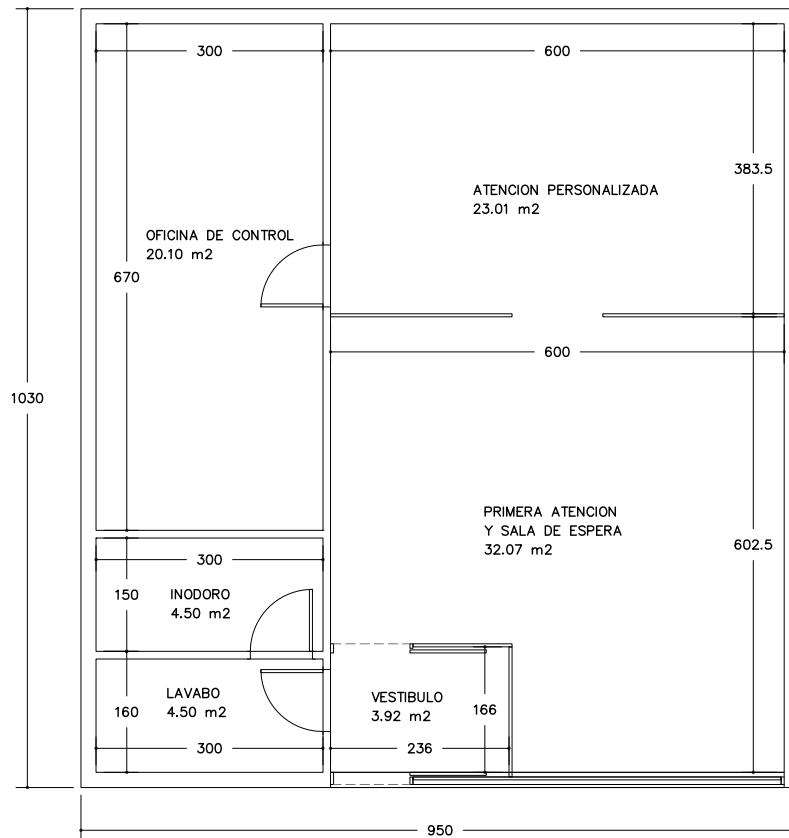 300
600
383.5
ATENCION PERSONALIZADA
23.01 m2
OFICINA DE CONTROL
20.10 m2
670
600
1030
PRIMERA ATENCION
Y SALA DE ESPERA
32.07 m2
602.5
300
150
INODORO
4.50 m2
LAVABO
4.50 m2
160
VESTIBULO
3.92 m2
166
300
236
950